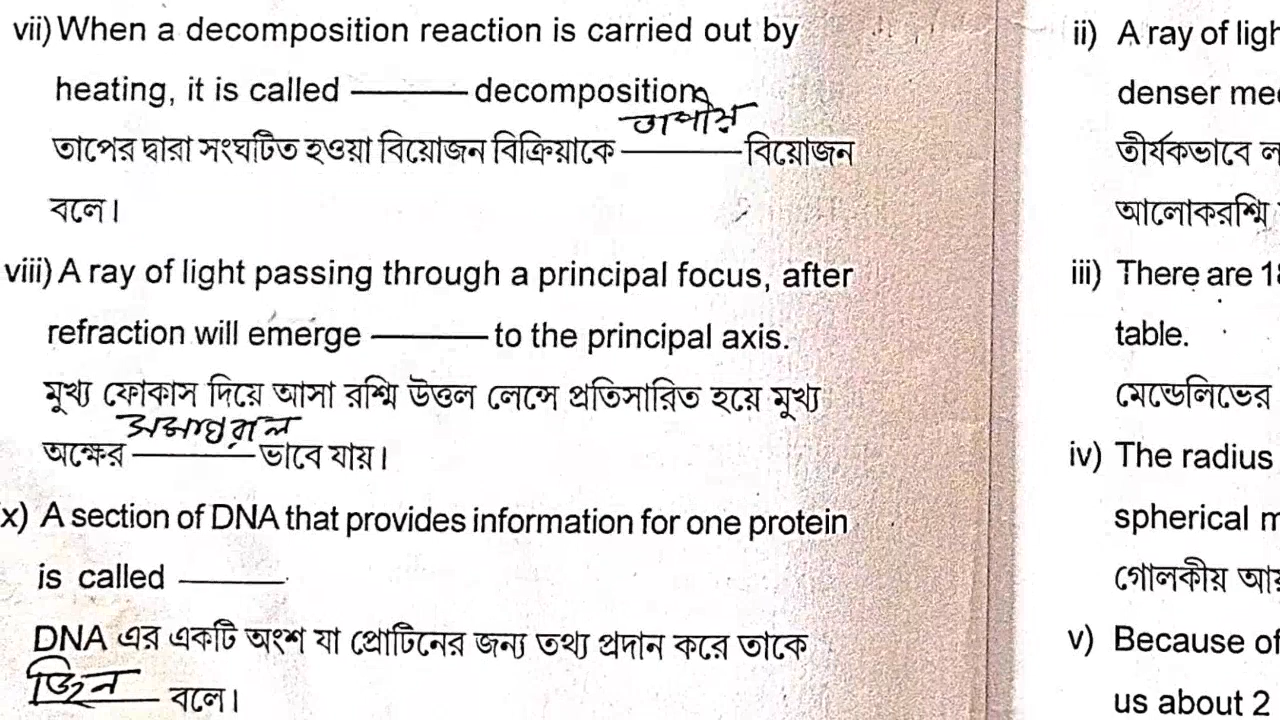 vii) When a decomposition reaction is carried out by
heating, it is called ——— decomposition
তাপের দ্বারা সংঘটিত হওয়া বিয়োজন বিক্রিয়াকে তাপীয় বিয়োজন
বলে।
viii) A ray of light passing through a principal focus, after
refraction will emerge ——— to the principal axis.
মুখ্য ফোকাস দিয়ে আসা রশ্মি উত্তল লেন্সে প্রতিসারিত হয়ে মুখ্য
অক্ষের সমান্তরাল ভাবে যায়।
x) A section of DNA that provides information for one protein
is called ———.
DNA এর একটি অংশ যা প্রোটিনের জন্য তথ্য প্রদান করে তাকে
জিন বলে।
ii) A ray of ligh
denser me
তীর্যকভাবে ল
আলোকরশ্মি
iii) There are 18
table.
মেন্ডেলিভের
iv) The radius
spherical m
গোলকীয় আয়
v) Because of
us about 2